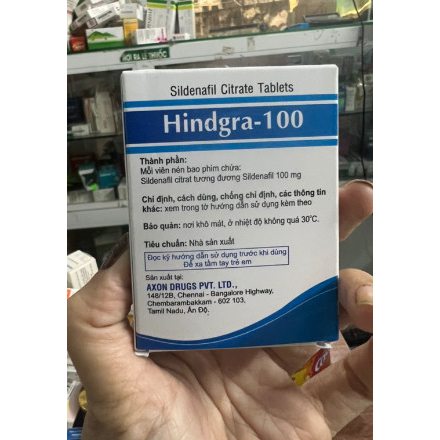 MỌI RA LÊ THUỐC
Sildenafil Citrate Tablets
Hindgra-100
Thành phần:
Mỗi viên nén bao phim chứa:
Sildenafil citrat tương đương Sildenafil 100 mg
Chỉ định, cách dùng, chống chỉ định, các thông tin
khác: xem trong tờ hướng dẫn sử dụng kèm theo
Bảo quản: nơi khô mát, ở nhiệt độ không quá 30°C.
Tiêu chuẩn: Nhà sản xuất
Đọc kỹ hướng dẫn sử dụng trước khi dùng
Để xa tầm tay trẻ em
Sản xuất tại:
AXON DRUGS PVT. LTD.,
148/12B, Chennai - Bangalore Highway,
Chembarambakkam - 602 103,
Tamil Nadu, Ấn Độ.